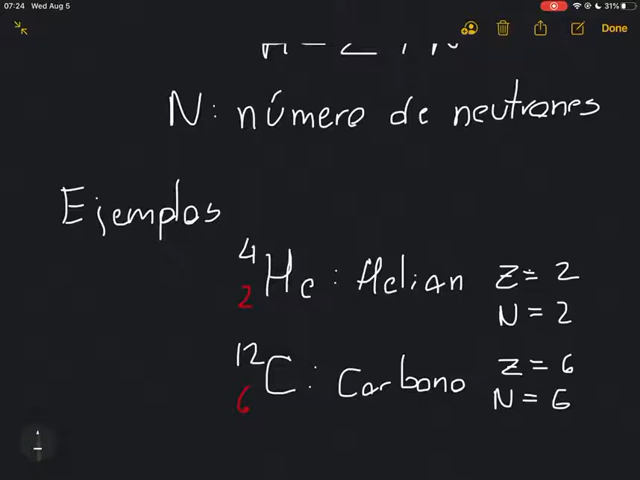 07:24 Wed Aug 5 31%
Done
A = Z + N
N: número de neutrones
Ejemplos
4 2 He: Helian Z = 2
N = 2
12 6 C: Carbono Z = 6
N = 6